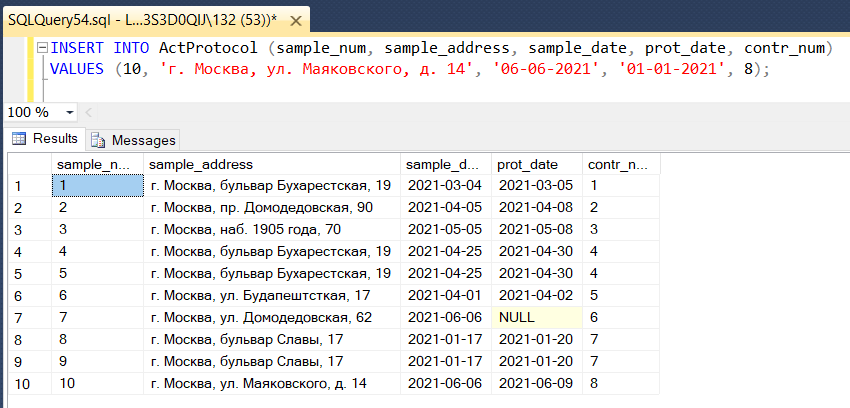 SQLQuery54.sql - L...3S3D0QIJ\132 (53))* ×
INSERT INTO ActProtocol (sample_num, sample_address, sample_date, prot_date, contr_num)
VALUES (10, 'г. Москва, ул. Маяковского, д. 14', '06-06-2021', '01-01-2021', 8);
100 %
Results Messages
sample_n... sample_address sample_d... prot_date contr_n...
1 1 г. Москва, бульвар Бухарестская, 19 2021-03-04 2021-03-05 1
2 2 г. Москва, пр. Домодедовская, 90 2021-04-05 2021-04-08 2
3 3 г. Москва, наб. 1905 года, 70 2021-05-05 2021-05-08 3
4 4 г. Москва, бульвар Бухарестская, 19 2021-04-25 2021-04-30 4
5 5 г. Москва, бульвар Бухарестская, 19 2021-04-25 2021-04-30 4
6 6 г. Москва, ул. Будапештсткая, 17 2021-04-01 2021-04-02 5
7 7 г. Москва, ул. Домодедовская, 62 2021-06-06 NULL 6
8 8 г. Москва, бульвар Славы, 17 2021-01-17 2021-01-20 7
9 9 г. Москва, бульвар Славы, 17 2021-01-17 2021-01-20 7
10 10 г. Москва, ул. Маяковского, д. 14 2021-06-06 2021-06-09 8